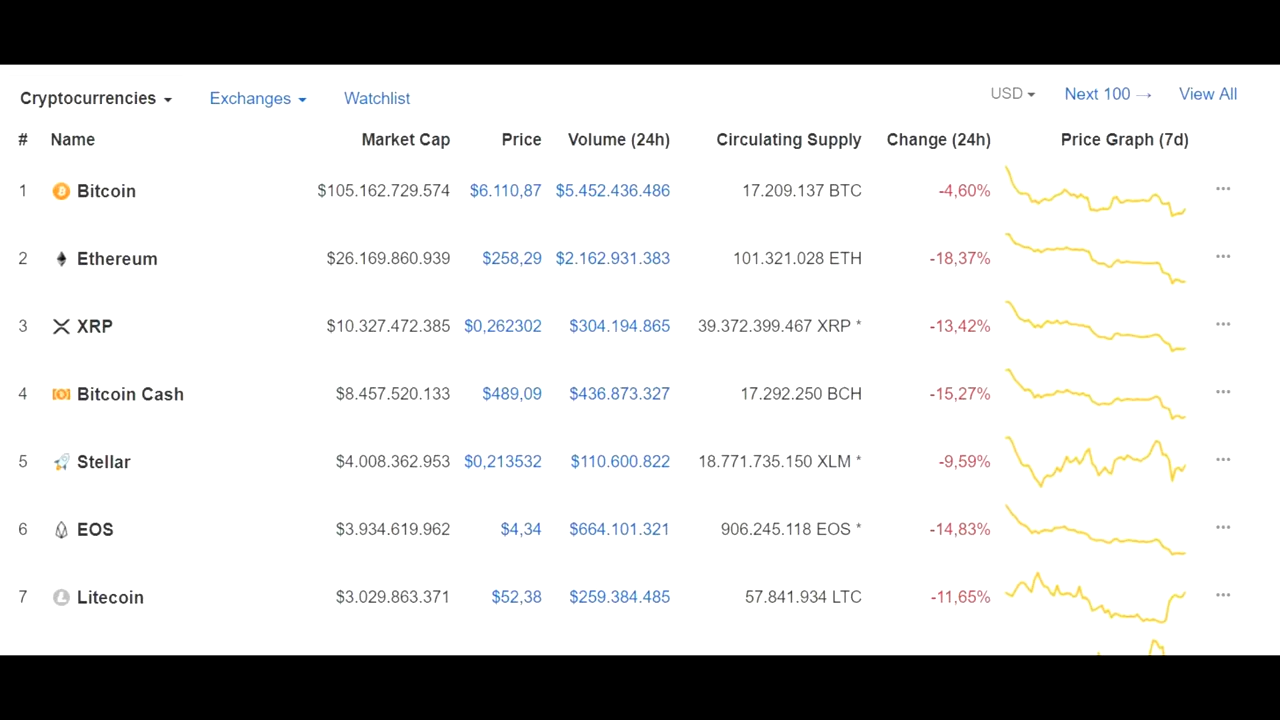 Cryptocurrencies Exchanges Watchlist USD Next 100 → View All
# Name Market Cap Price Volume (24h) Circulating Supply Change (24h) Price Graph (7d)
1 Bitcoin $105.162.729.574 $6.110,87 $5.452.436.486 17.209.137 BTC -4,60%
2 Ethereum $26.169.860.939 $258,29 $2.162.931.383 101.321.028 ETH -18,37%
3 XRP $10.327.472.385 $0,262302 $304.194.865 39.372.399.467 XRP * -13,42%
4 Bitcoin Cash $8.457.520.133 $489,09 $436.873.327 17.292.250 BCH -15,27%
5 Stellar $4.008.362.953 $0,213532 $110.600.822 18.771.735.150 XLM * -9,59%
6 EOS $3.934.619.962 $4,34 $664.101.321 906.245.118 EOS * -14,83%
7 Litecoin $3.029.863.371 $52,38 $259.384.485 57.841.934 LTC -11,65%